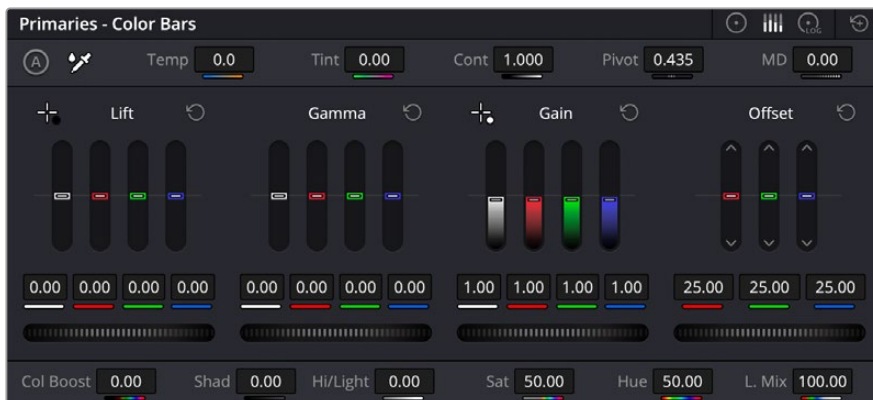 Primaries - Color Bars
LOG
A Temp 0.0 Tint 0.00 Cont 1.000 Pivot 0.435 MD 0.00
Lift Gamma Gain Offset
0.00 0.00 0.00 0.00 0.00 0.00 0.00 0.00 1.00 1.00 1.00 1.00 25.00 25.00 25.00
Col Boost 0.00 Shad 0.00 Hi/Light 0.00 Sat 50.00 Hue 50.00 L. Mix 100.00